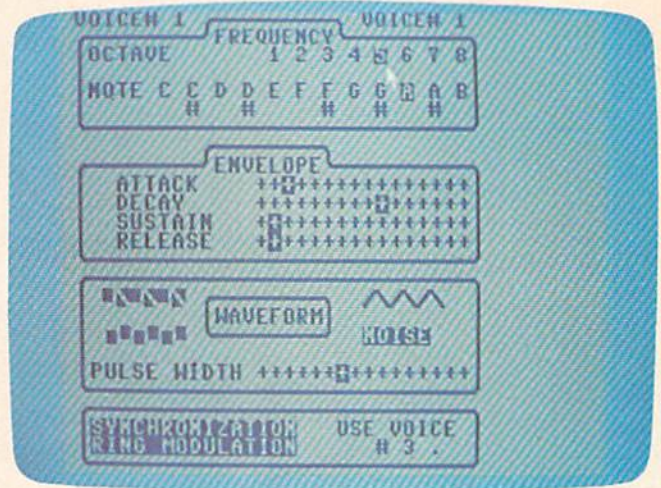 VOICE# 1 VOICE# 1
FREQUENCY
OCTAVE 1 2 3 4 5 6 7 8
NOTE C C D D E F F G G A A B
# # # # #
ENVELOPE
ATTACK
DECAY
SUSTAIN
RELEASE
WAVEFORM
NOISE
PULSE WIDTH
SYNCHRONIZATION USE VOICE
RING MODULATION # 3 .